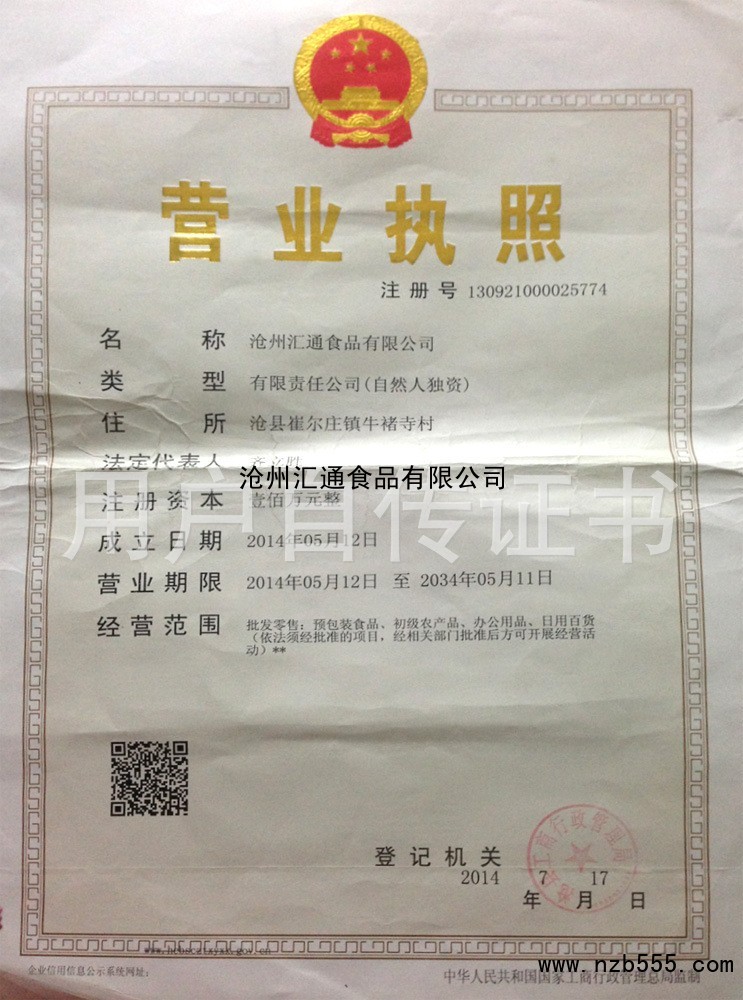 营业执照
注册号 130921000025774
名称 沧州汇通食品有限公司
类型 有限责任公司(自然人独资)
住所 沧县崔尔庄镇牛褚寺村
法定代表人
沧州汇通食品有限公司
用户自传证书
注册资本 壹佰万元整
成立日期 2014年05月12日
营业期限 2014年05月12日 至 2034年05月11日
经营范围 批发零售：预包装食品、初级农产品、办公用品、日用百货
（依法须经批准的项目，经相关部门批准后方可开展经营活
动）**
登记机关
沧县工商行政管理局
2014 7 17
年 月 日
企业信用信息公示系统网址：
中华人民共和国国家工商行政管理总局监制
www.nzb555.com